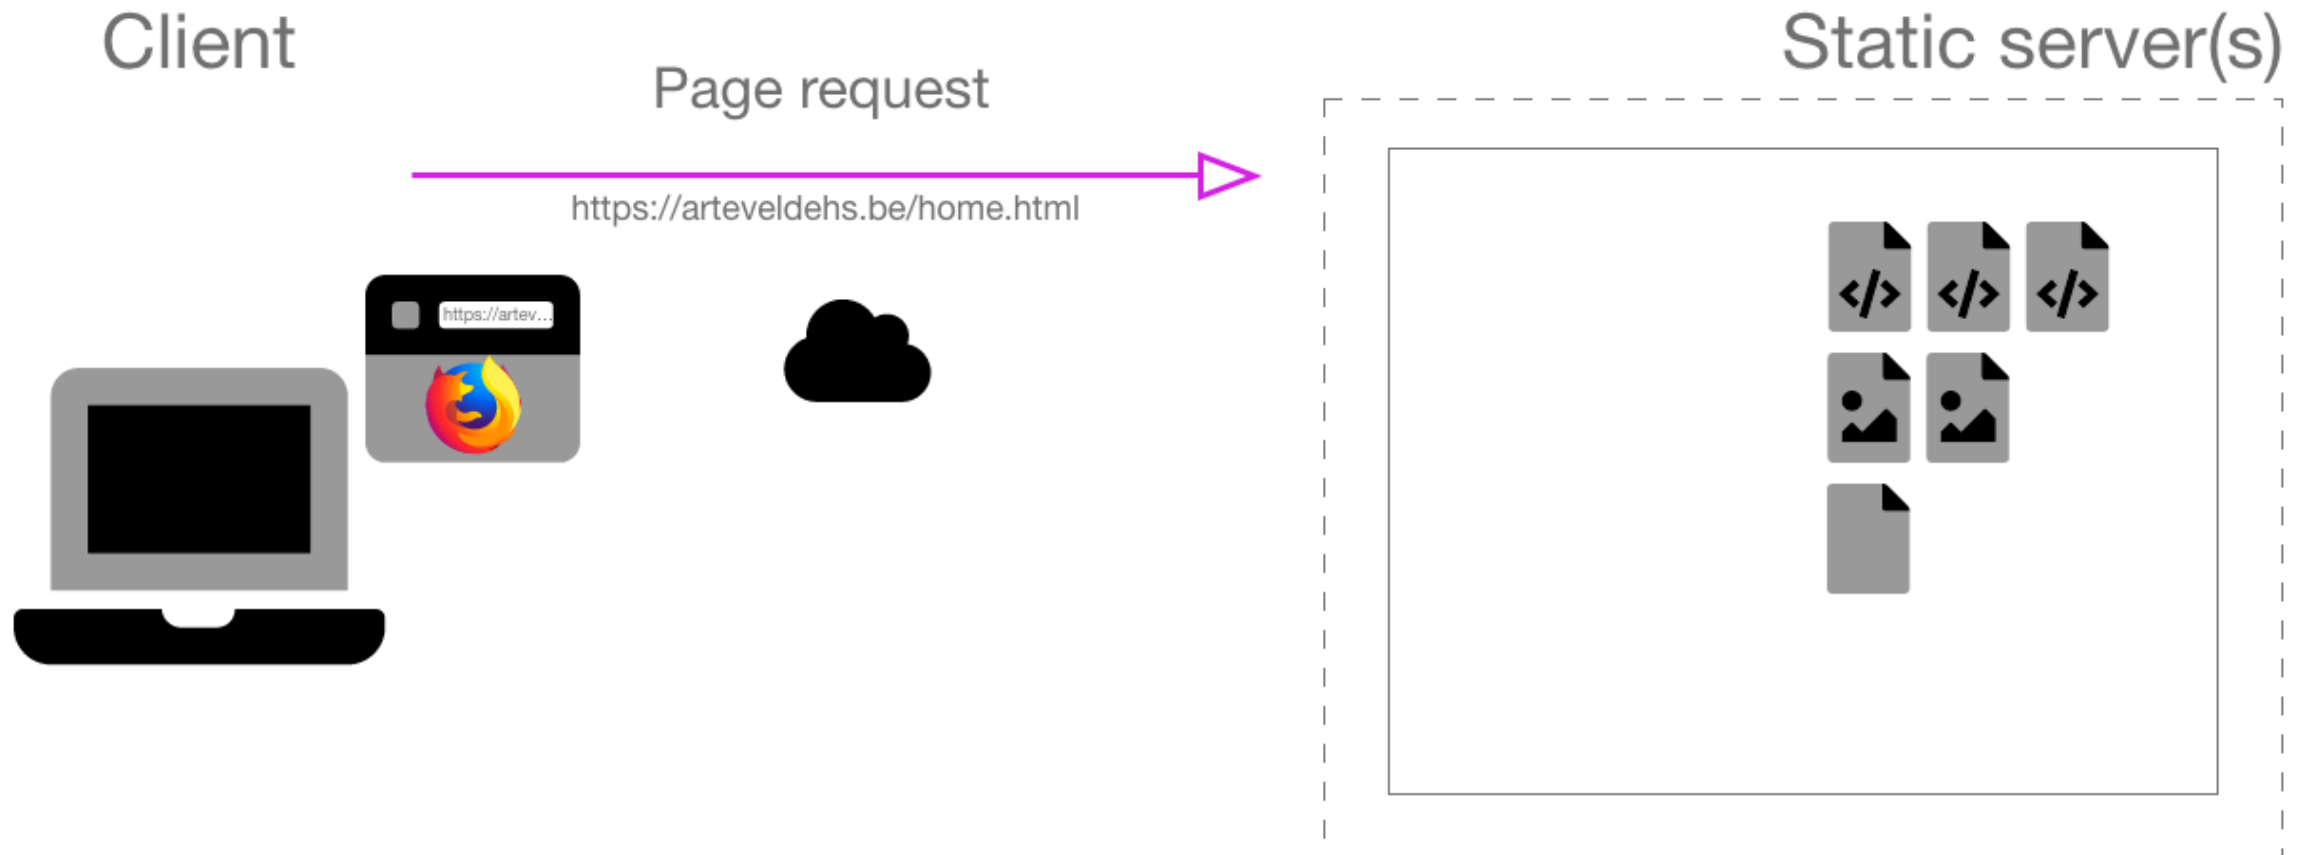 Client
Static server(s)
Page request
https://arteveldehs.be/home.html
https://artev...
</> </> </>